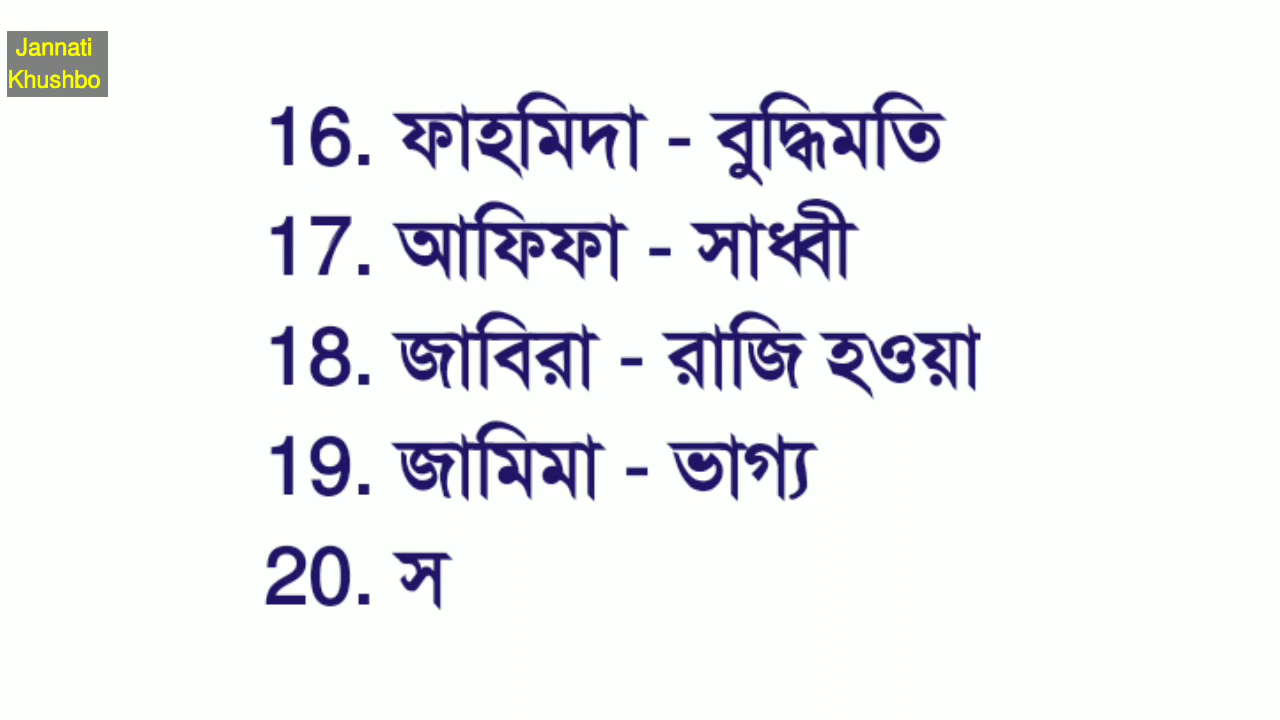 Jannati
Khushbo
16. ফাহমিদা - বুদ্ধিমতি
17. আফিফা - সাধ্বী
18. জাবিরা - রাজি হওয়া
19. জামিমা - ভাগ্য
20. স